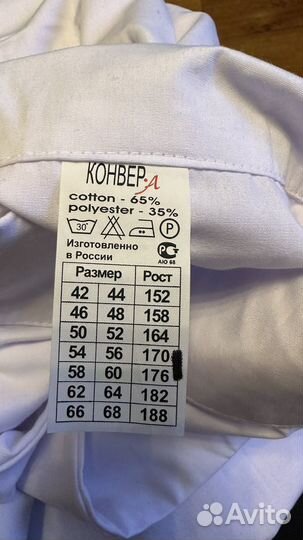 КОНВЕР-А
cotton - 65%
polyester - 35%
30° P
Изготовленно
в России
АЮ 68
Размер Рост
42 44 152
46 48 158
50 52 164
54 56 170
58 60 176
62 64 182
66 68 188
Avito